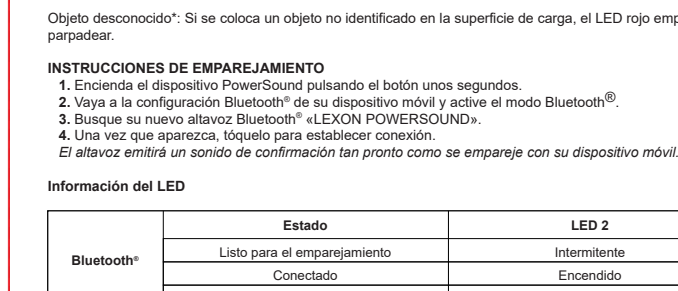 Objeto desconocido*: Si se coloca un objeto no identificado en la superficie de carga, el LED rojo
parpadear.
INSTRUCCIONES DE EMPAREJAMIENTO
1. Encienda el dispositivo PowerSound pulsando el botón unos segundos.
2. Vaya a la configuración Bluetooth® de su dispositivo móvil y active el modo Bluetooth®.
3. Busque su nuevo altavoz Bluetooth® «LEXON POWERSOUND».
4. Una vez que aparezca, tóquelo para establecer conexión.
El altavoz emitirá un sonido de confirmación tan pronto como se empareje con su dispositivo móvil.
Información del LED
Estado LED 2
Bluetooth®
Listo para el emparejamiento Intermitente
Conectado Encendido